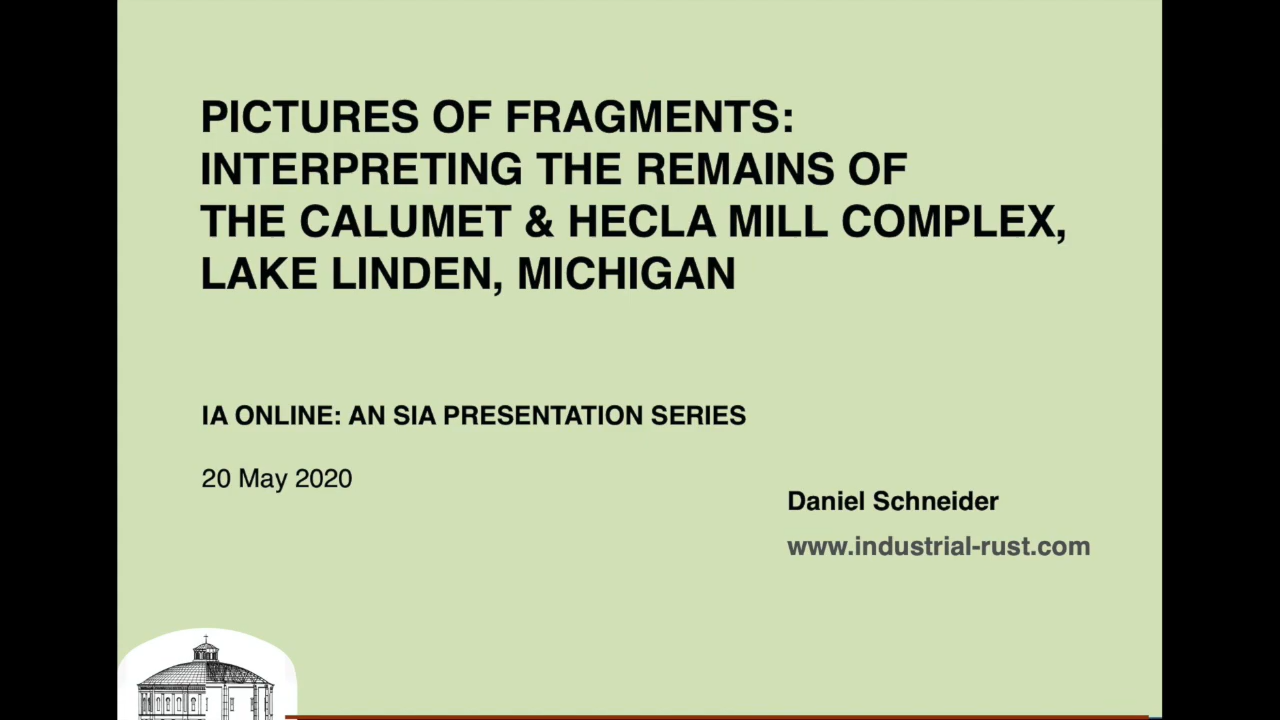 PICTURES OF FRAGMENTS:
INTERPRETING THE REMAINS OF
THE CALUMET & HECLA MILL COMPLEX,
LAKE LINDEN, MICHIGAN
IA ONLINE: AN SIA PRESENTATION SERIES
20 May 2020
Daniel Schneider
www.industrial-rust.com